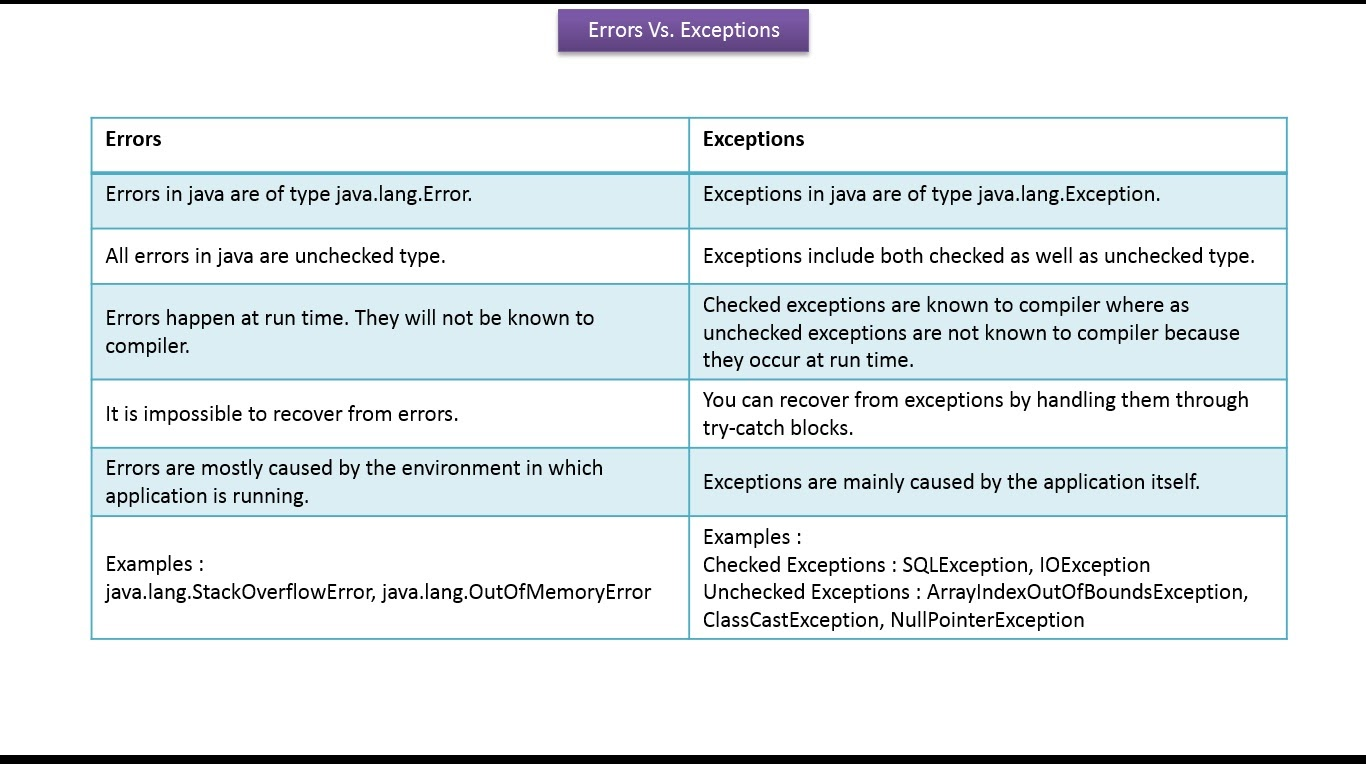 Errors Vs. Exceptions
Errors
Exceptions
Errors in java are of type java.lang.Error.
Exceptions in java are of type java.lang.Exception.
All errors in java are unchecked type.
Exceptions include both checked as well as unchecked type.
Errors happen at run time. They will not be known to
compiler.
Checked exceptions are known to compiler where as
unchecked exceptions are not known to compiler because
they occur at run time.
It is impossible to recover from errors.
You can recover from exceptions by handling them through
try-catch blocks.
Errors are mostly caused by the environment in which
application is running.
Exceptions are mainly caused by the application itself.
Examples :
java.lang.StackOverflowError, java.lang.OutOfMemoryError
Examples :
Checked Exceptions : SQLException, IOException
Unchecked Exceptions : ArrayIndexOutOfBoundsException,
ClassCastException, NullPointerException